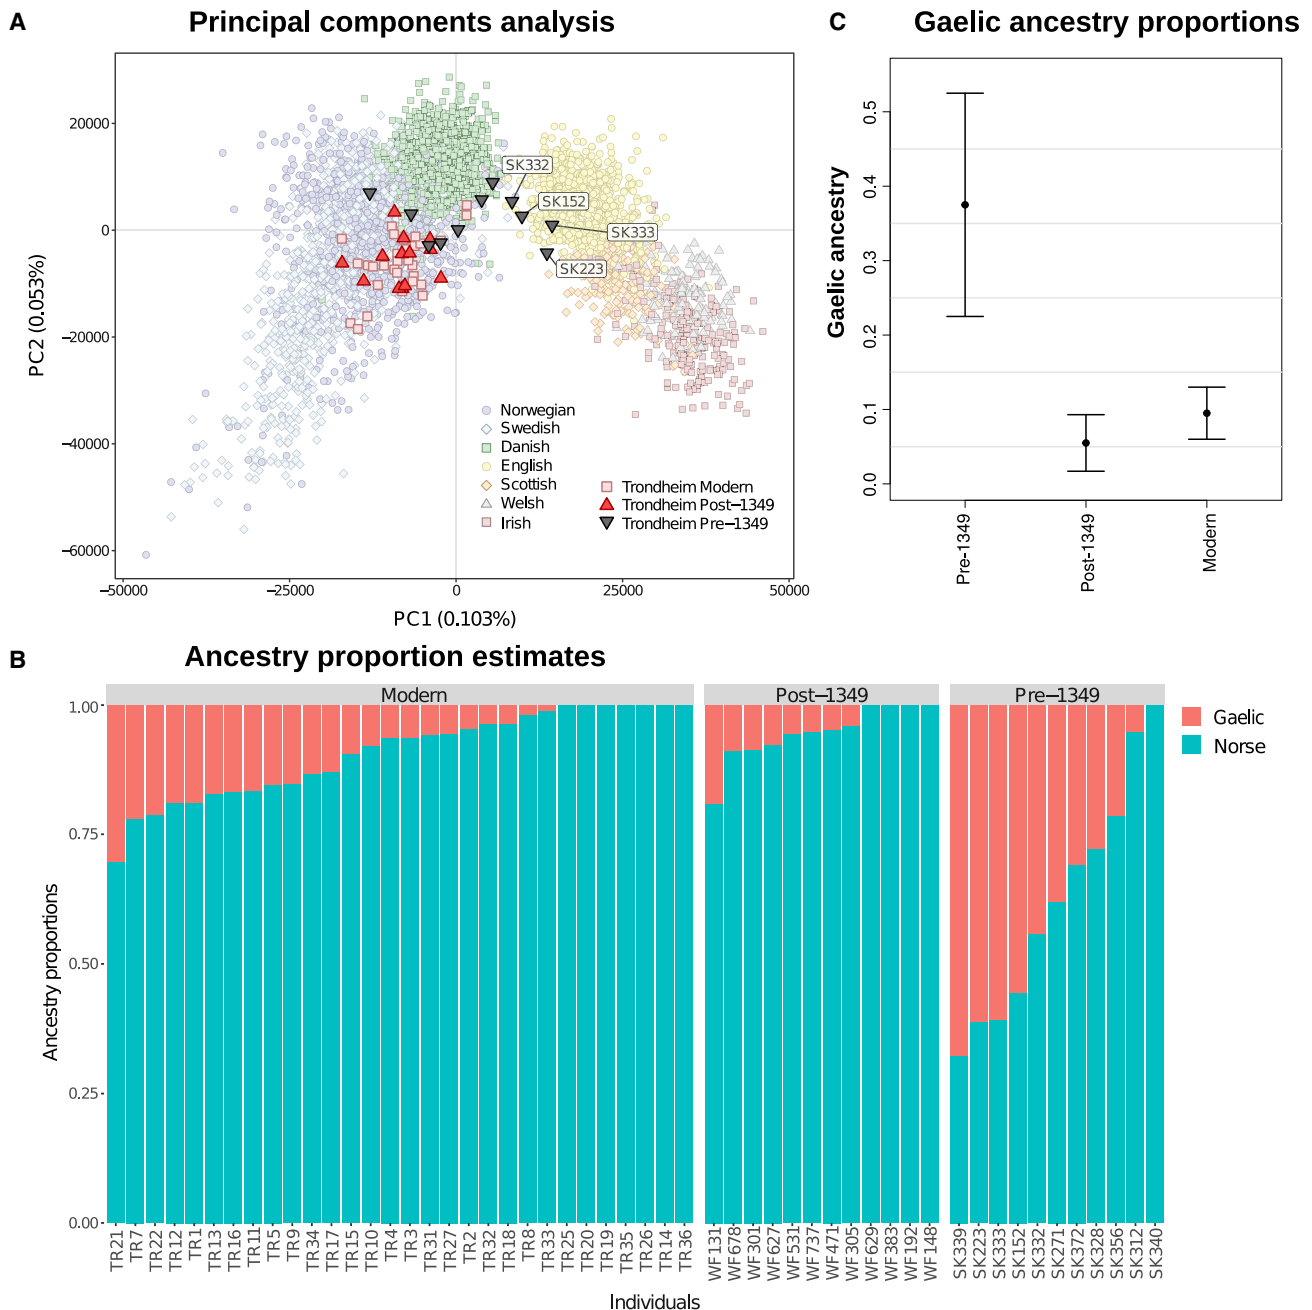 A
Principal components analysis
PC2 (0.053%)
20000
0
−20000
−40000
−60000
−50000
−25000
0
25000
50000
PC1 (0.103%)
SK332
SK152
SK333
SK223
Norwegian
Swedish
Danish
English
Scottish
Welsh
Irish
Trondheim Modern
Trondheim Post−1349
Trondheim Pre−1349
C
Gaelic ancestry proportions
Gaelic ancestry
0.5
0.4
0.3
0.2
0.1
0.0
Pre-1349
Post-1349
Modern
B
Ancestry proportion estimates
Modern
Post−1349
Pre−1349
Gaelic
Norse
Ancestry proportions
1.00
0.75
0.50
0.25
0.00
TR21
TR7
TR22
TR12
TR1
TR13
TR16
TR11
TR5
TR9
TR34
TR17
TR15
TR10
TR4
TR3
TR31
TR27
TR2
TR32
TR18
TR8
TR33
TR25
TR20
TR19
TR35
TR26
TR14
TR36
WF131
WF678
WF301
WF627
WF531
WF737
WF471
WF305
WF629
WF383
WF192
WF148
SK339
SK223
SK333
SK152
SK332
SK271
SK372
SK328
SK356
SK312
SK340
Individuals